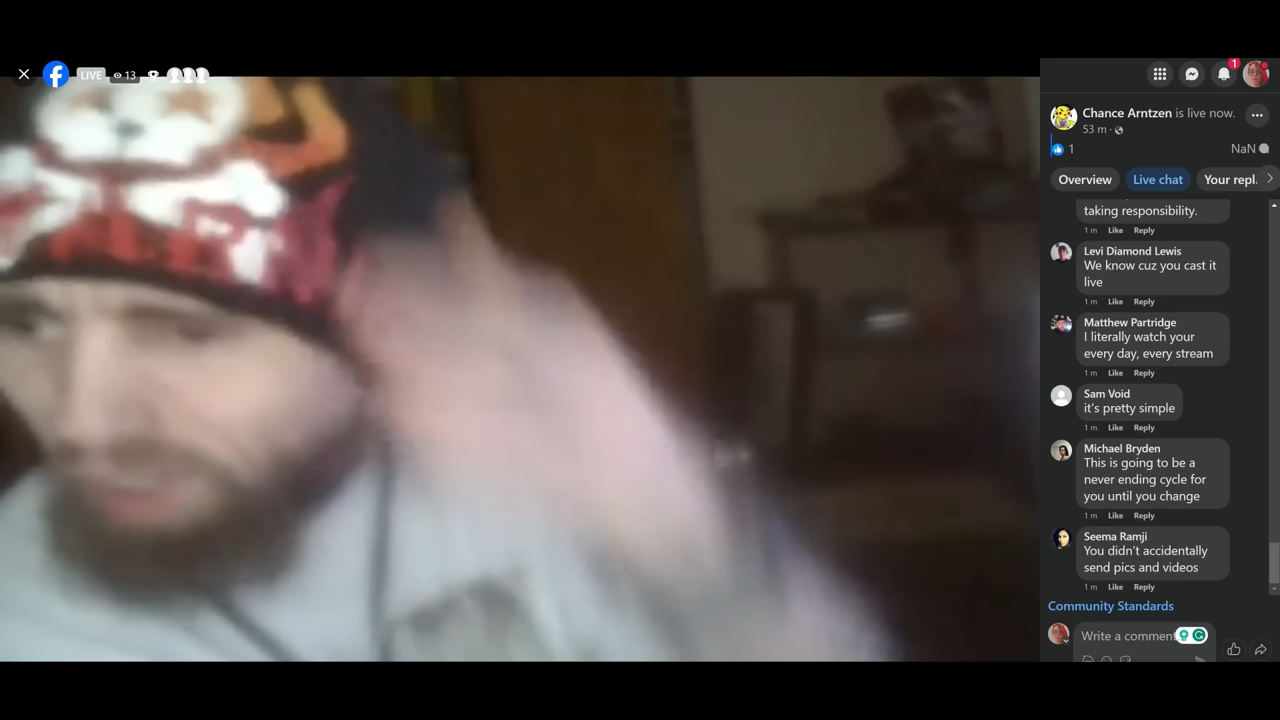 LIVE
13
1
Chance Arntzen is live now.
53 m
1
NaN
Overview
Live chat
Your repl.
taking responsibility.
1 m Like Reply
Levi Diamond Lewis
We know cuz you cast it
live
1 m Like Reply
Matthew Partridge
I literally watch your
every day, every stream
1 m Like Reply
Sam Void
it's pretty simple
1 m Like Reply
Michael Bryden
This is going to be a
never ending cycle for
you until you change
1 m Like Reply
Seema Ramji
You didn't accidentally
send pics and videos
1 m Like Reply
Community Standards
Write a comment